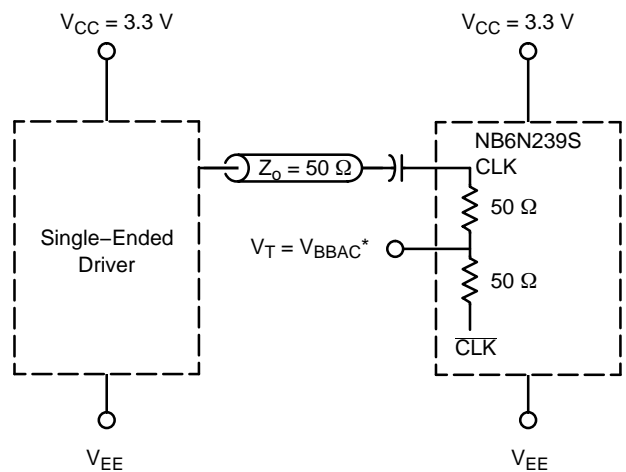 V_CC = 3.3 V
V_CC = 3.3 V
NB6N239S
Z_o = 50 Ω
CLK
50 Ω
Single−Ended
Driver
V_T = V_BBAC*
50 Ω
C̅L̅K̅
V_EE
V_EE